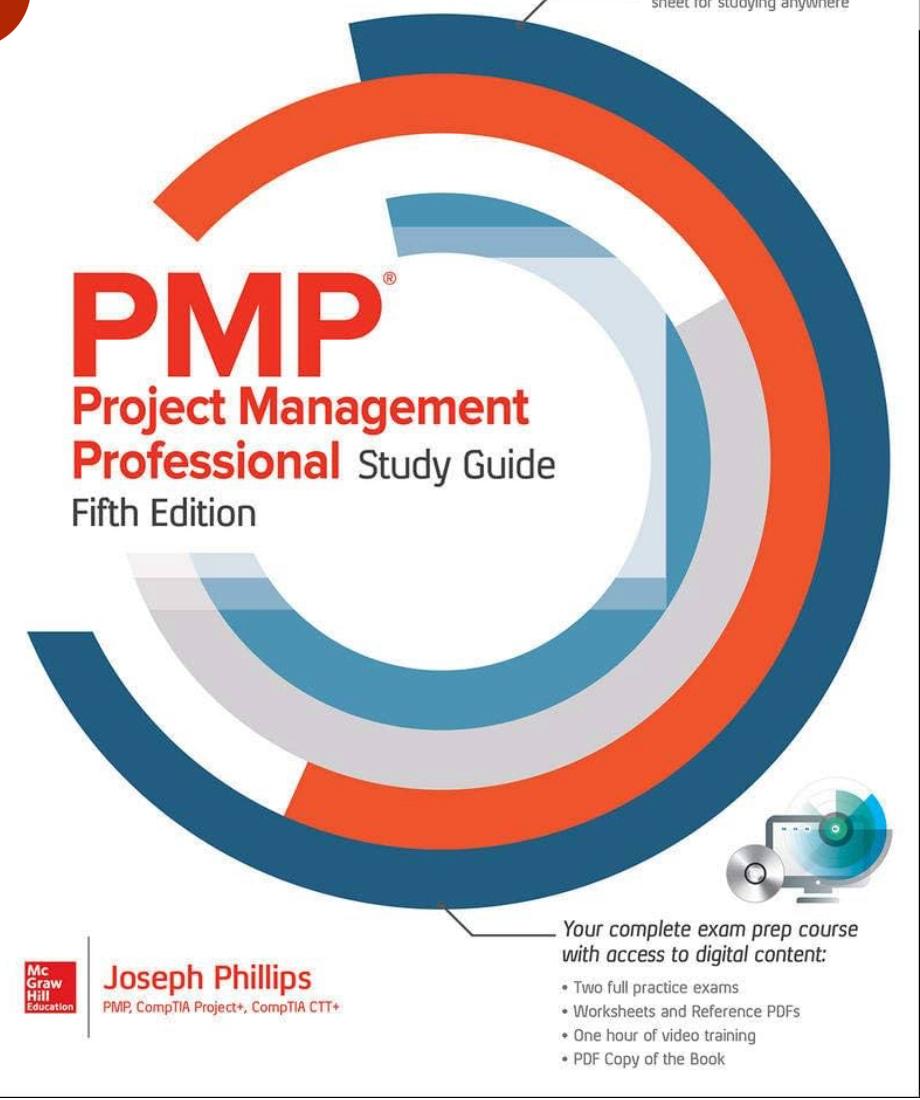 sheet for studying anywhere
PMP®
Project Management
Professional Study Guide
Fifth Edition
Your complete exam prep course
with access to digital content:
• Two full practice exams
• Worksheets and Reference PDFs
• One hour of video training
• PDF Copy of the Book
Mc
Graw
Hill
Education
Joseph Phillips
PMP, CompTIA Project+, CompTIA CTT+